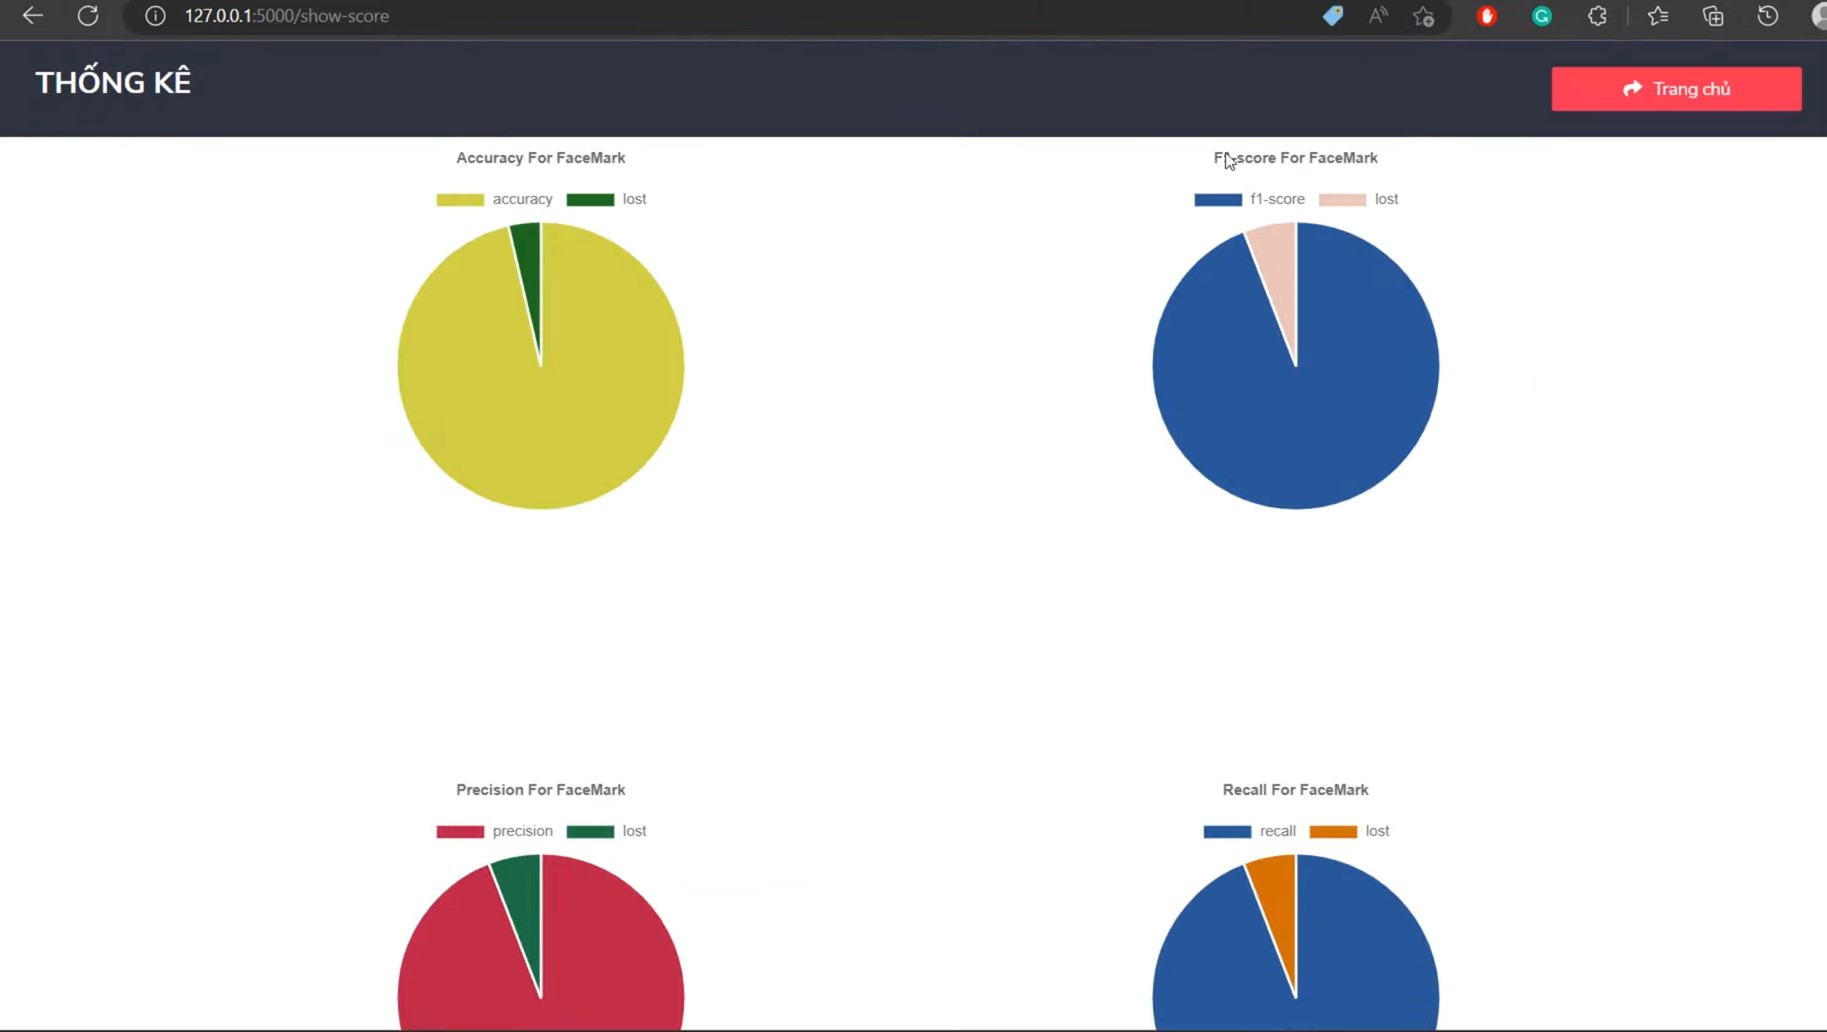 127.0.0.1:5000/show-score
THỐNG KÊ
Trang chủ
Accuracy For FaceMark
accuracy lost
F1-score For FaceMark
f1-score lost
Precision For FaceMark
precision lost
Recall For FaceMark
recall lost